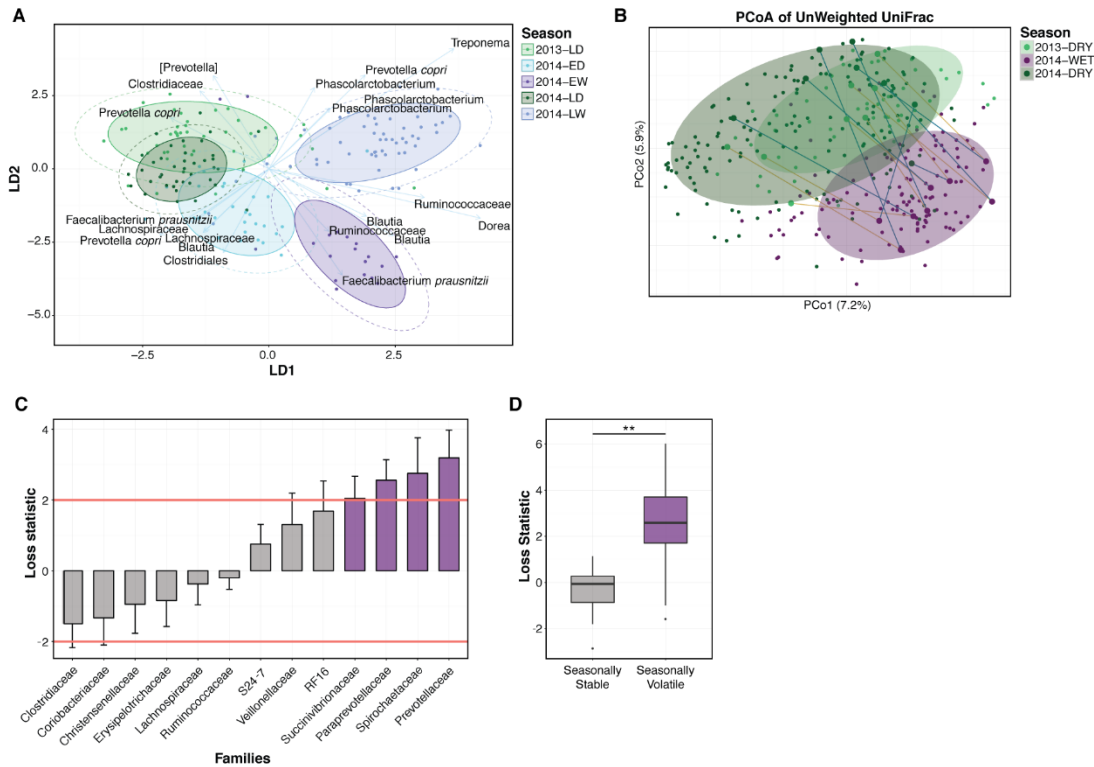 A
Season
2013-LD
2014-ED
2014-EW
2014-LD
2014-LW
Treponema
Dorea
[Prevotella]
Clostridiaceae
Prevotella copri
Prevotella copri
Phascolarctobacterium
Phascolarctobacterium
Phascolarctobacterium
Ruminococcaceae
Faecalibacterium prausnitzii
Lachnospiraceae
Prevotella copri
Lachnospiraceae
Blautia
Clostridiales
Blautia
Ruminococcaceae
Blautia
Faecalibacterium prausnitzii
2.5
0.0
−2.5
−5.0
LD2
−2.5
0.0
2.5
LD1
B
PCoA of UnWeighted UniFrac
Season
2013-DRY
2014-WET
2014-DRY
PCo2 (5.9%)
PCo1 (7.2%)
C
Loss statistic
4
2
0
-2
Clostridiaceae
Coriobacteriaceae
Christensenellaceae
Erysipelotrichaceae
Lachnospiraceae
Ruminococcaceae
S24-7
Veillonellaceae
RF16
Succinivibrionaceae
Paraprevotellaceae
Spirochaetaceae
Prevotellaceae
Families
D
**
Loss Statistic
6
4
2
0
-2
Seasonally
Stable
Seasonally
Volatile